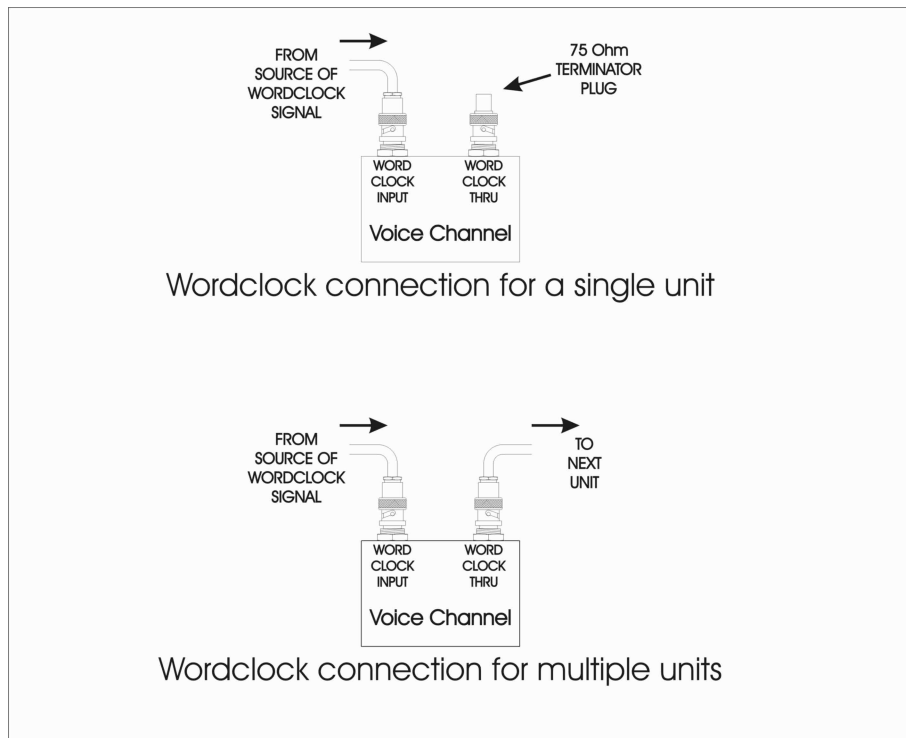 FROM
SOURCE OF
WORDCLOCK
SIGNAL
75 Ohm
TERMINATOR
PLUG
WORD
CLOCK
INPUT
WORD
CLOCK
THRU
Voice Channel
Wordclock connection for a single unit
FROM
SOURCE OF
WORDCLOCK
SIGNAL
TO
NEXT
UNIT
WORD
CLOCK
INPUT
WORD
CLOCK
THRU
Voice Channel
Wordclock connection for multiple units